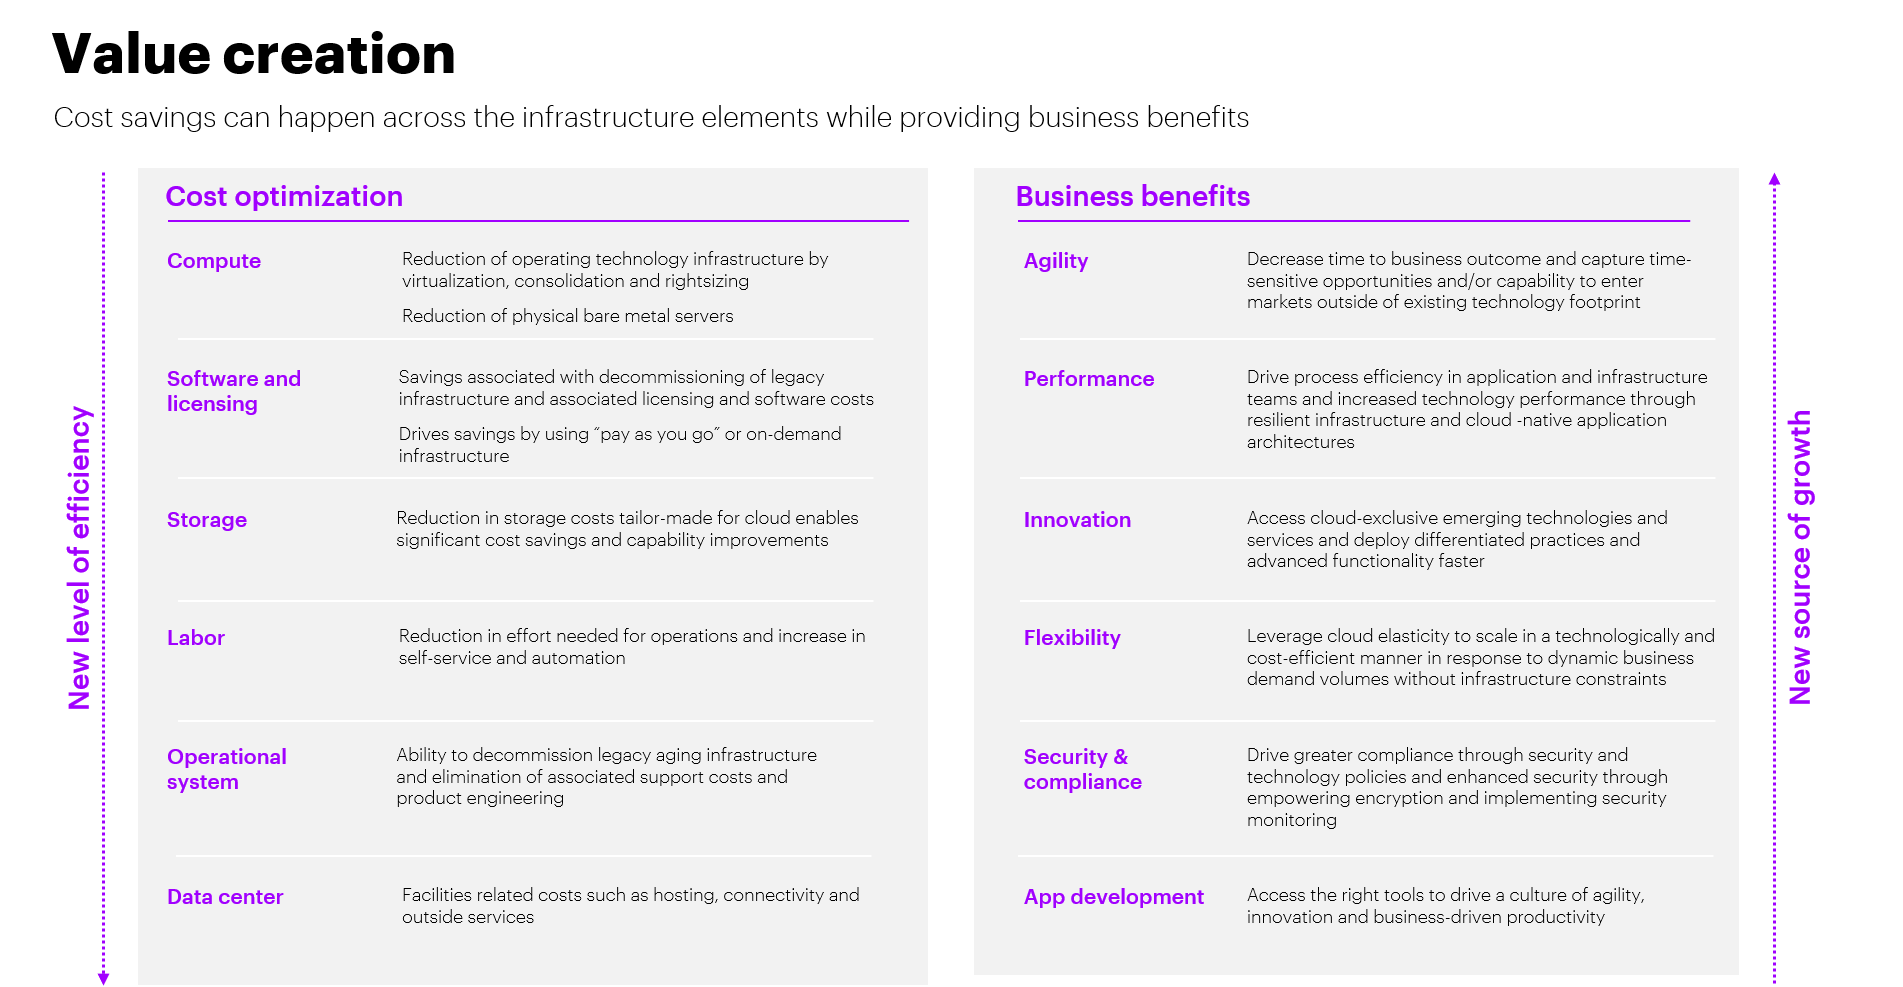 Value creation
Cost savings can happen across the infrastructure elements while providing business benefits
New level of efficiency
Cost optimization
Compute
Reduction of operating technology infrastructure by
virtualization, consolidation and rightsizing
Reduction of physical bare metal servers
Software and
licensing
Savings associated with decommissioning of legacy
infrastructure and associated licensing and software costs
Drives savings by using “pay as you go” or on-demand
infrastructure
Storage
Reduction in storage costs tailor-made for cloud enables
significant cost savings and capability improvements
Labor
Reduction in effort needed for operations and increase in
self-service and automation
Operational
system
Ability to decommission legacy aging infrastructure
and elimination of associated support costs and
product engineering
Data center
Facilities related costs such as hosting, connectivity and
outside services
Business benefits
Agility
Decrease time to business outcome and capture time-
sensitive opportunities and/or capability to enter
markets outside of existing technology footprint
Performance
Drive process efficiency in application and infrastructure
teams and increased technology performance through
resilient infrastructure and cloud -native application
architectures
Innovation
Access cloud-exclusive emerging technologies and
services and deploy differentiated practices and
advanced functionality faster
Flexibility
Leverage cloud elasticity to scale in a technologically and
cost-efficient manner in response to dynamic business
demand volumes without infrastructure constraints
Security &
compliance
Drive greater compliance through security and
technology policies and enhanced security through
empowering encryption and implementing security
monitoring
App development
Access the right tools to drive a culture of agility,
innovation and business-driven productivity
New source of growth